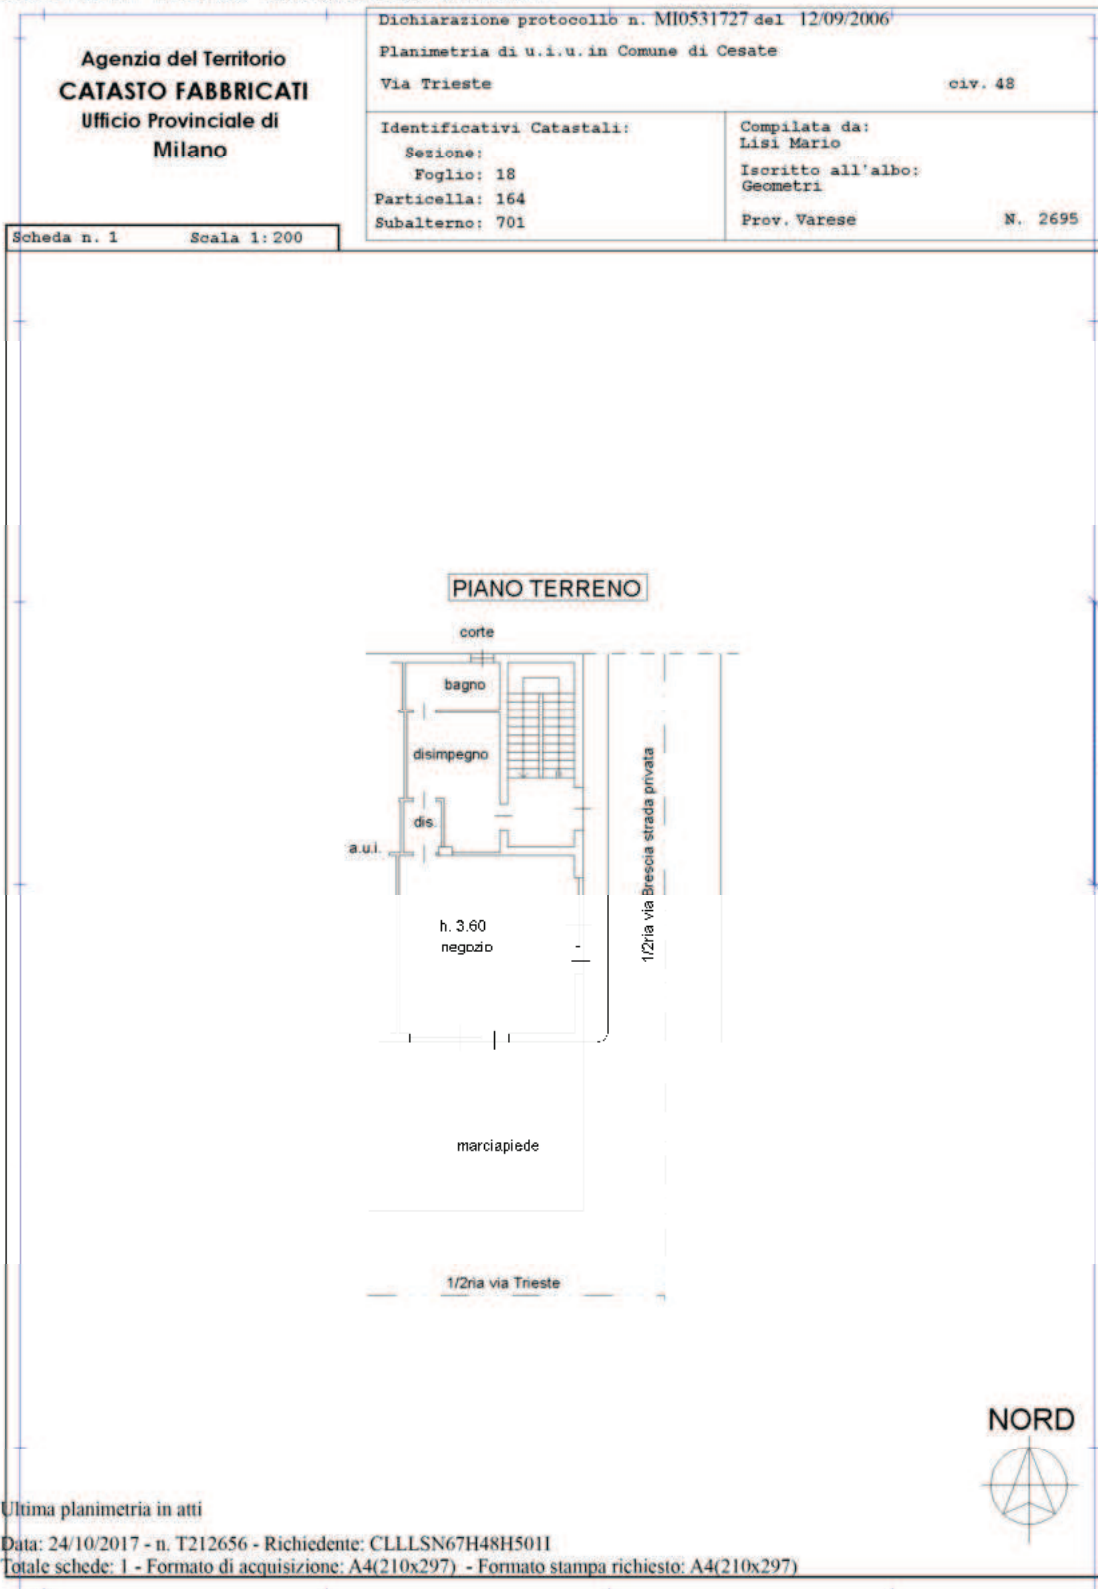 Dichiarazione protocollo n. MI0531727 del 12/09/2006
Planimetria di u.i.u. in Comune di Cesate
Via Trieste civ. 48
Agenzia del Territorio
CATASTO FABBRICATI
Ufficio Provinciale di
Milano
Identificativi Catastali:
Sezione:
Foglio: 18
Particella: 164
Subalterno: 701
Compilata da:
Lisi Mario
Iscritto all'albo:
Geometri
Prov. Varese N. 2695
Scheda n. 1 Scala 1:200
PIANO TERRENO
corte
bagno
disimpegno
dis.
a.u.i.
1/2ria via Brescia strada privata
h. 3.60
negozio
marciapiede
1/2ria via Trieste
NORD
Ultima planimetria in atti
Data: 24/10/2017 - n. T212656 - Richiedente: CLLLSN67H48H501I
Totale schede: 1 - Formato di acquisizione: A4(210x297) - Formato stampa richiesto: A4(210x297)